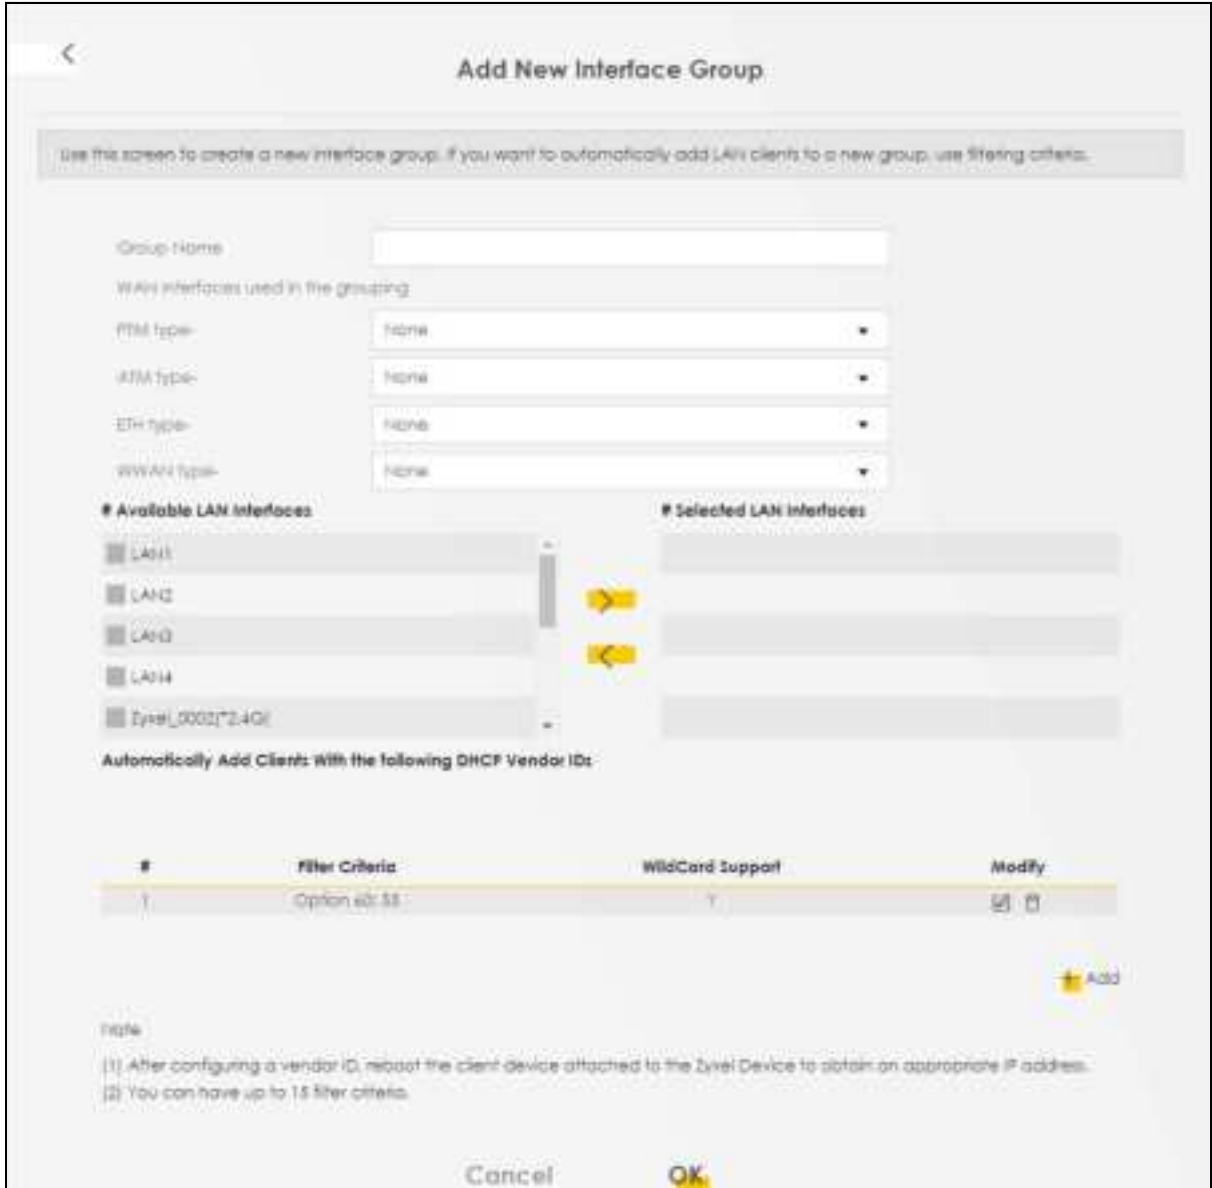 Add New Interface Group
Use this screen to create a new interface group. If you want to automatically add LAN clients to a new group, use filtering criteria.
Group Name
WAN Interfaces used in the grouping
PTM type-
None
ATM type-
None
ETH type-
None
WWAN type-
None
# Available LAN Interfaces
# Selected LAN Interfaces
LAN1
LAN2
LAN3
LAN4
Zyxel_0002(*2.4G)
Automatically Add Clients With the following DHCP Vendor IDs
# Filter Criteria WildCard Support Modify
1 Option 60:
Add
Note
(1) After configuring a vendor ID, reboot the client device attached to the Zyxel Device to obtain an appropriate IP address.
(2) You can have up to 15 filter criteria.
Cancel OK